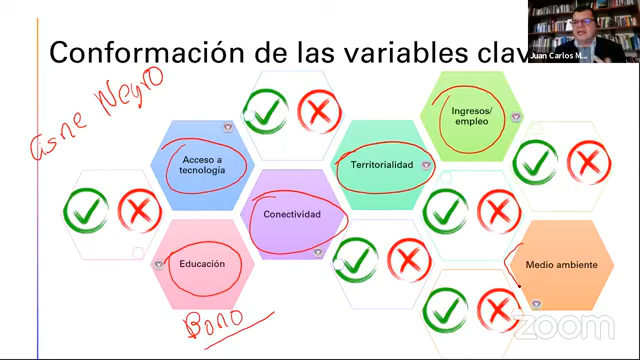 Conformación de las variables clav
Juan Carlos M...
Cisne Negro
Ingresos/
empleo
Acceso a
tecnología
Territorialidad
Conectividad
Educación
Medio ambiente
Bono
zoom